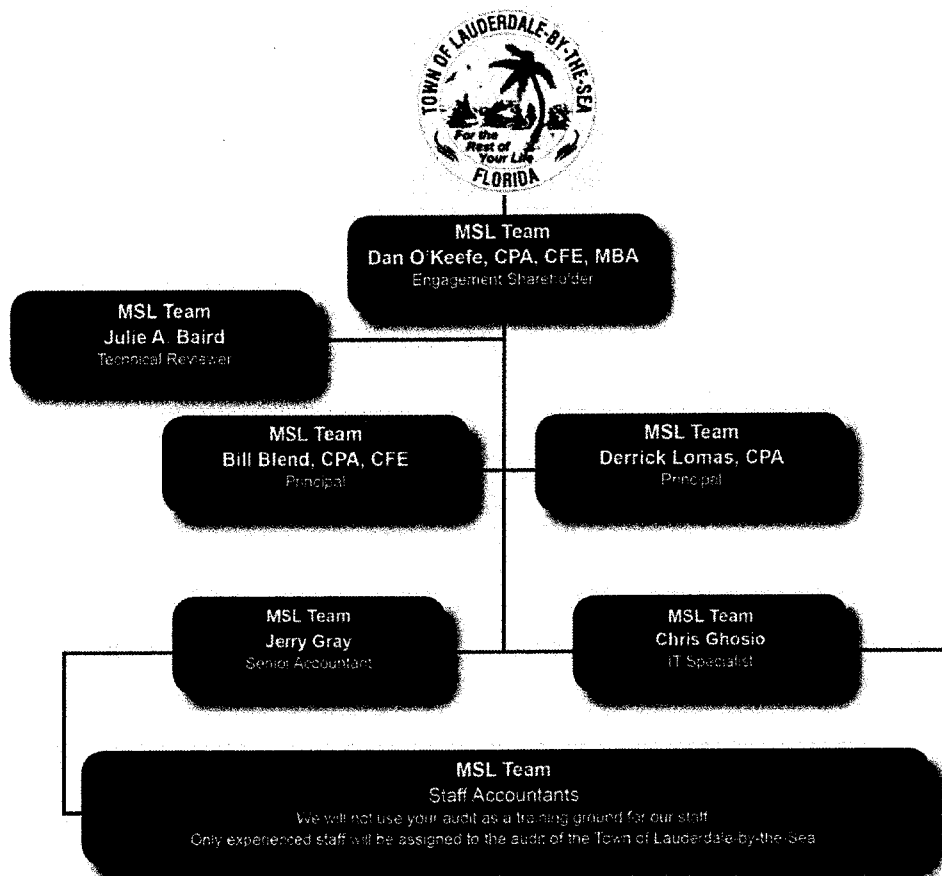 TOWN OF LAUDERDALE-BY-THE-SEA
For the
Rest of
Your Life
FLORIDA
MSL Team
Dan O'Keefe, CPA, CFE, MBA
Engagement Shareholder
MSL Team
Julie A. Baird
Technical Reviewer
MSL Team
Bill Blend, CPA, CFE
Principal
MSL Team
Derrick Lomas, CPA
Principal
MSL Team
Jerry Gray
Senior Accountant
MSL Team
Chris Ghosio
IT Specialist
MSL Team
Staff Accountants
We will not use your audit as a training ground for our staff
Only experienced staff will be assigned to the audit of the Town of Lauderdale-by-the-Sea